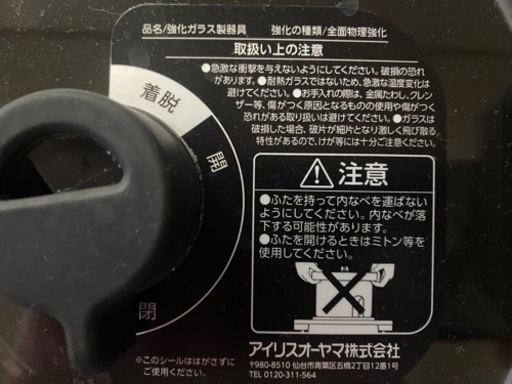 品名/強化ガラス製器具 強化の種類/全面物理強化
取扱い上の注意
●急激な衝撃を与えないようにしてください。破損の恐れ
があります。●耐熱ガラスではないため、急激な温度変化は
避けてください。●お手入れの際は、金属たわし、クレン
ザー等、傷がつく原因となるものの使用や傷がつく
恐れがある取り扱いは避けてください。●ガラスは
破損した場合、破片が細片となり激しく飛び散る
特性があるので、けが等には十分ご注意ください。
着脱
開
閉
注意
●ふたを持って内なべを運ばない
ようにしてください。内なべが落
下する可能性があります。
●ふたを開けるときはミトン等を
使用してください。
※このシールははがさずに
ご使用ください。
アイリスオーヤマ株式会社
〒980-8510 仙台市青葉区五橋2丁目12番1号
TEL 0120-311-564